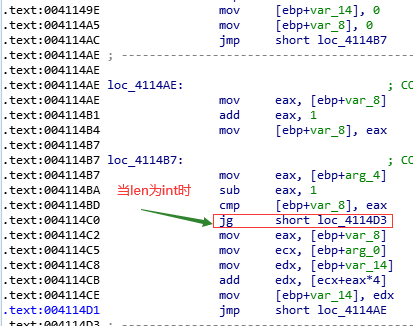 .text:0041149E mov [ebp+var_14], 0
.text:004114A5 mov [ebp+var_8], 0
.text:004114AC jmp short loc_4114B7
.text:004114AE ; ---------------------------------------------
.text:004114AE
.text:004114AE loc_4114AE: ; CO
.text:004114AE mov eax, [ebp+var_8]
.text:004114B1 add eax, 1
.text:004114B4 mov [ebp+var_8], eax
.text:004114B7
.text:004114B7 loc_4114B7: ; CO
.text:004114B7 mov eax, [ebp+arg_4]
.text:004114BA sub eax, 1
.text:004114BD cmp [ebp+var_8], eax
.text:004114C0 jg short loc_4114D3
.text:004114C2 mov eax, [ebp+var_8]
.text:004114C5 mov ecx, [ebp+arg_0]
.text:004114C8 mov edx, [ebp+var_14]
.text:004114CB add edx, [ecx+eax*4]
.text:004114CE mov [ebp+var_14], edx
.text:004114D1 jmp short loc_4114AE
.text:004114D3 ; ---------------------------------------------
当len为int时